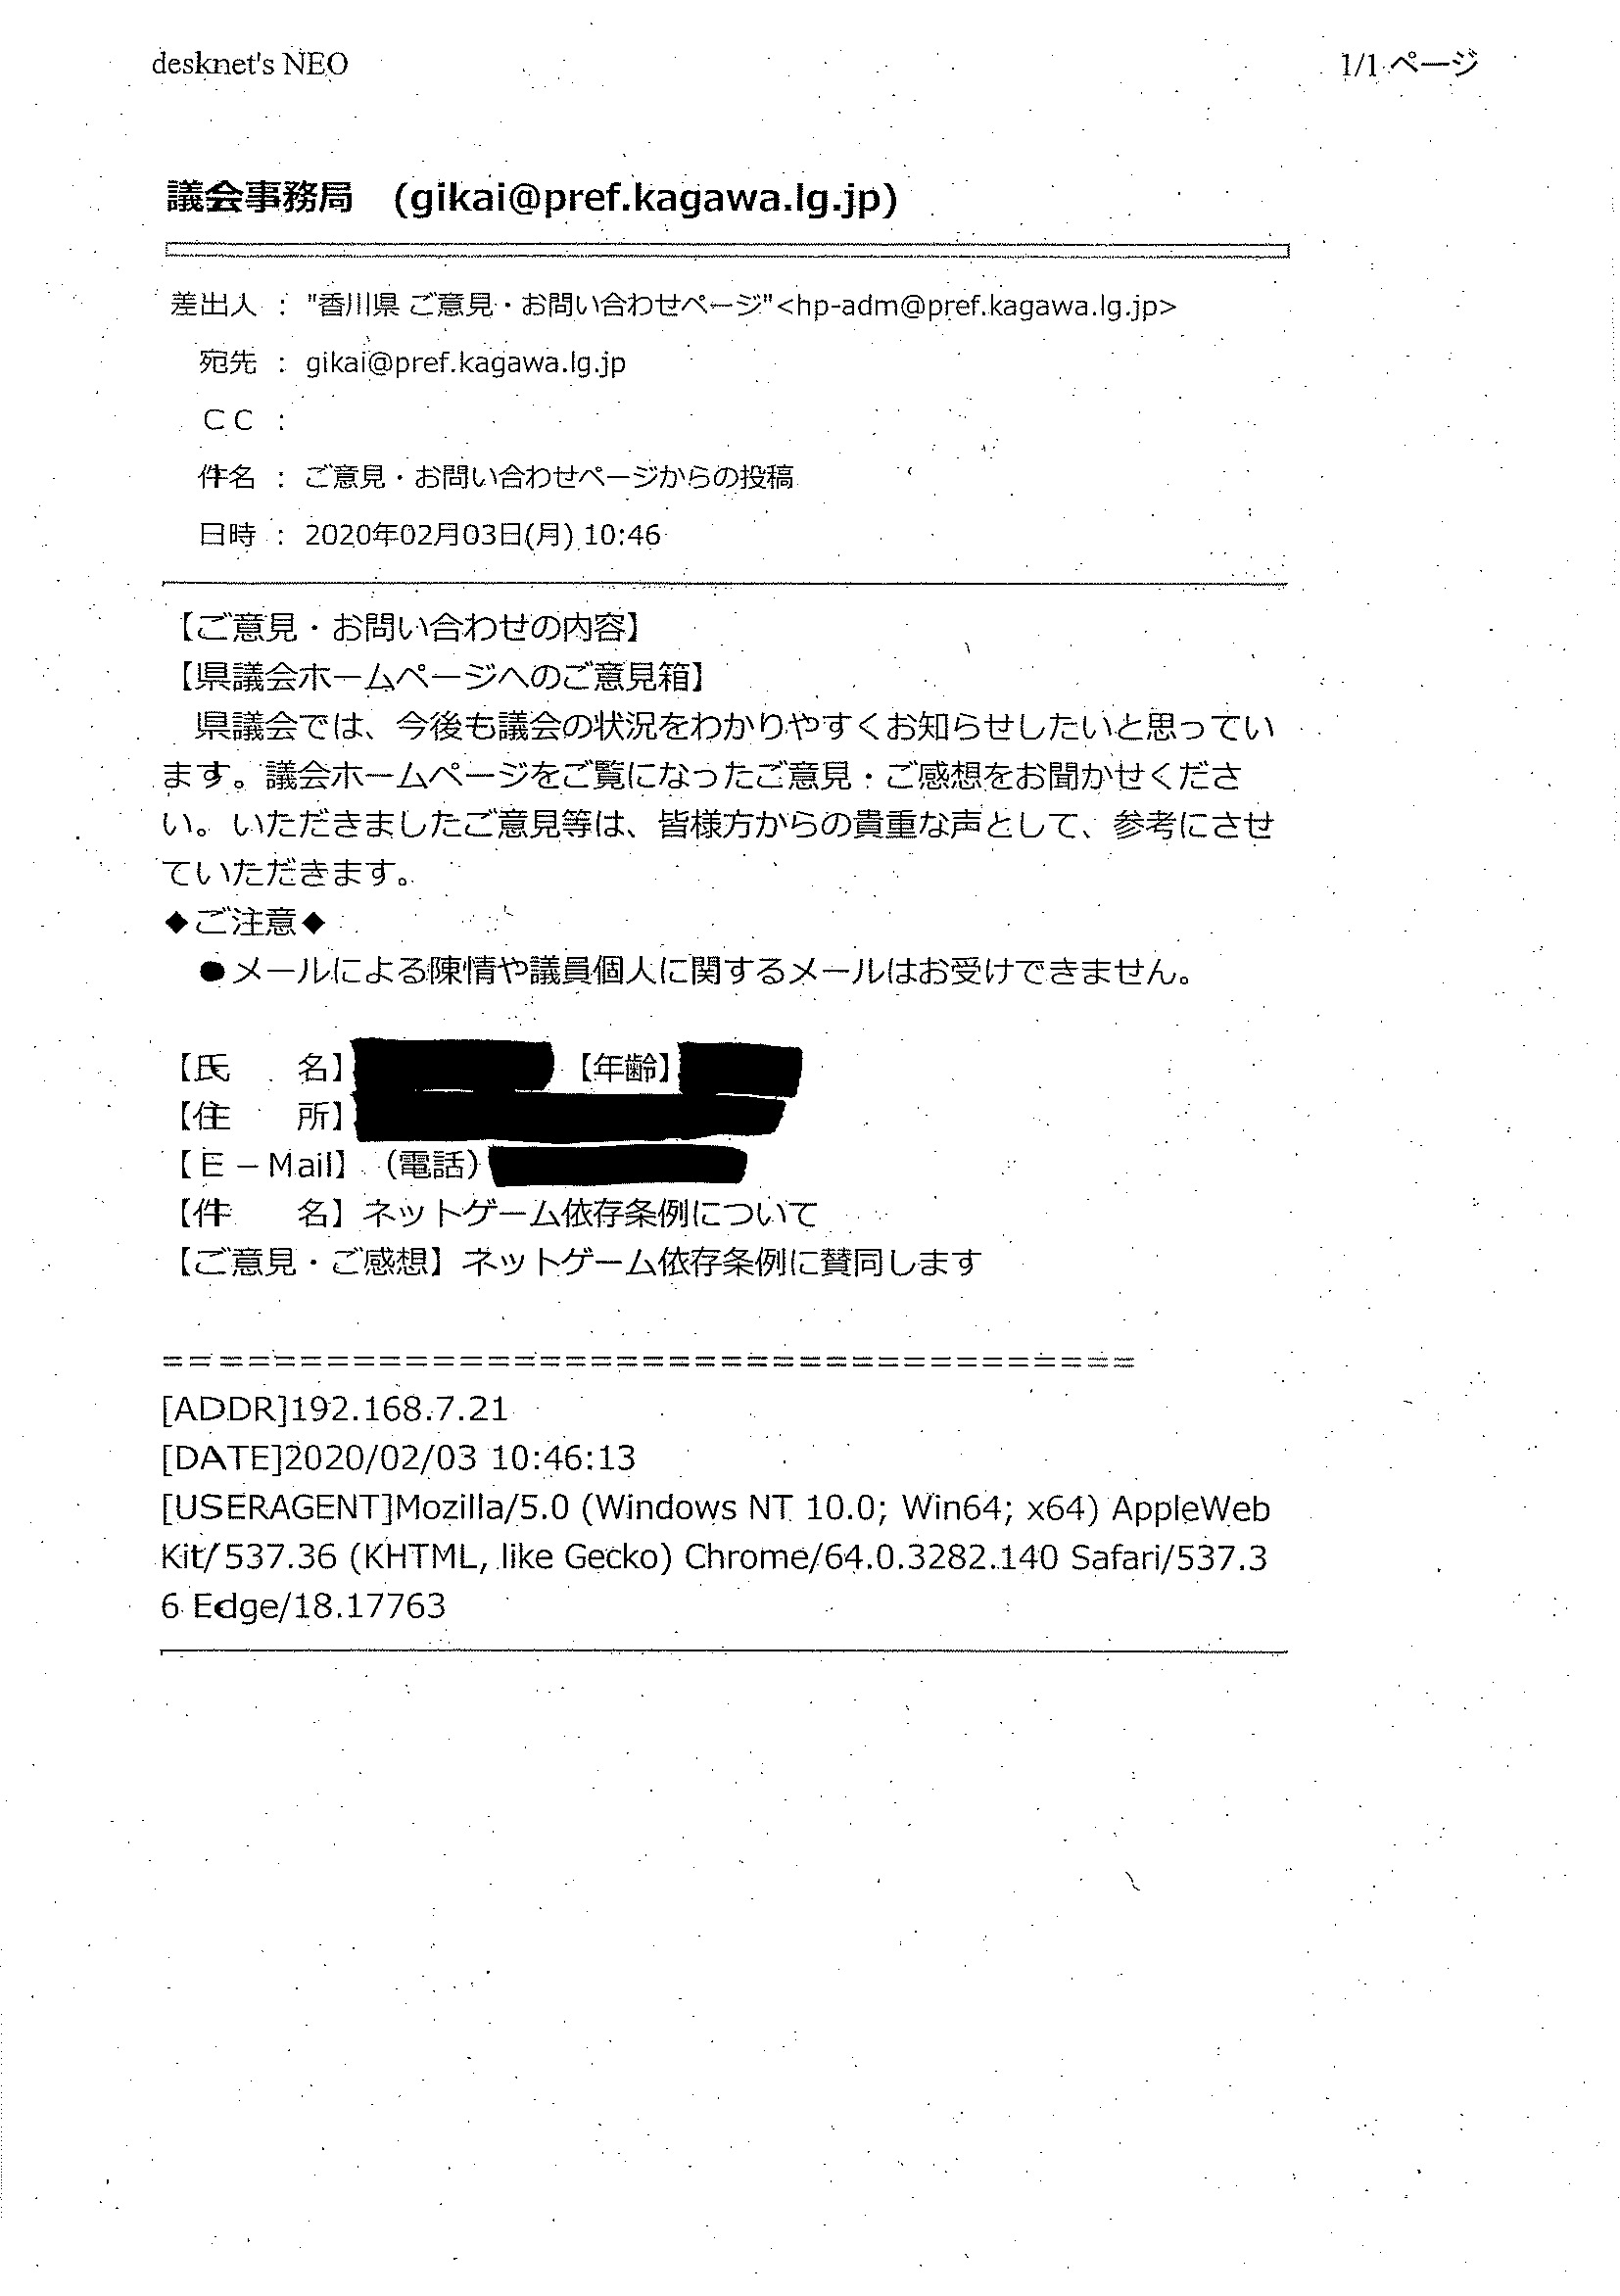 desknet's NEO 1/1 ページ
議会事務局 (gikai@pref.kagawa.lg.jp)
差出人 : "香川県 ご意見・お問い合わせページ"<hp-adm@pref.kagawa.lg.jp>
宛先 : gikai@pref.kagawa.lg.jp
ＣＣ :
件名 : ご意見・お問い合わせページからの投稿
日時 : 2020年02月03日(月) 10:46
【ご意見・お問い合わせの内容】
【県議会ホームページへのご意見箱】
　県議会では、今後も議会の状況をわかりやすくお知らせしたいと思ってい
ます。議会ホームページをご覧になったご意見・ご感想をお聞かせくださ
い。いただきましたご意見等は、皆様方からの貴重な声として、参考にさせ
ていただきます。
◆ご注意◆
　●メールによる陳情や議員個人に関するメールはお受けできません。
【氏　　名】 【年齢】
【住　　所】
【Ｅ－Mail】（電話）
【件　　名】ネットゲーム依存条例について
【ご意見・ご感想】ネットゲーム依存条例に賛同します
=====================================
[ADDR]192.168.7.21
[DATE]2020/02/03 10:46:13
[USERAGENT]Mozilla/5.0 (Windows NT 10.0; Win64; x64) AppleWeb
Kit/537.36 (KHTML, like Gecko) Chrome/64.0.3282.140 Safari/537.3
6 Edge/18.17763